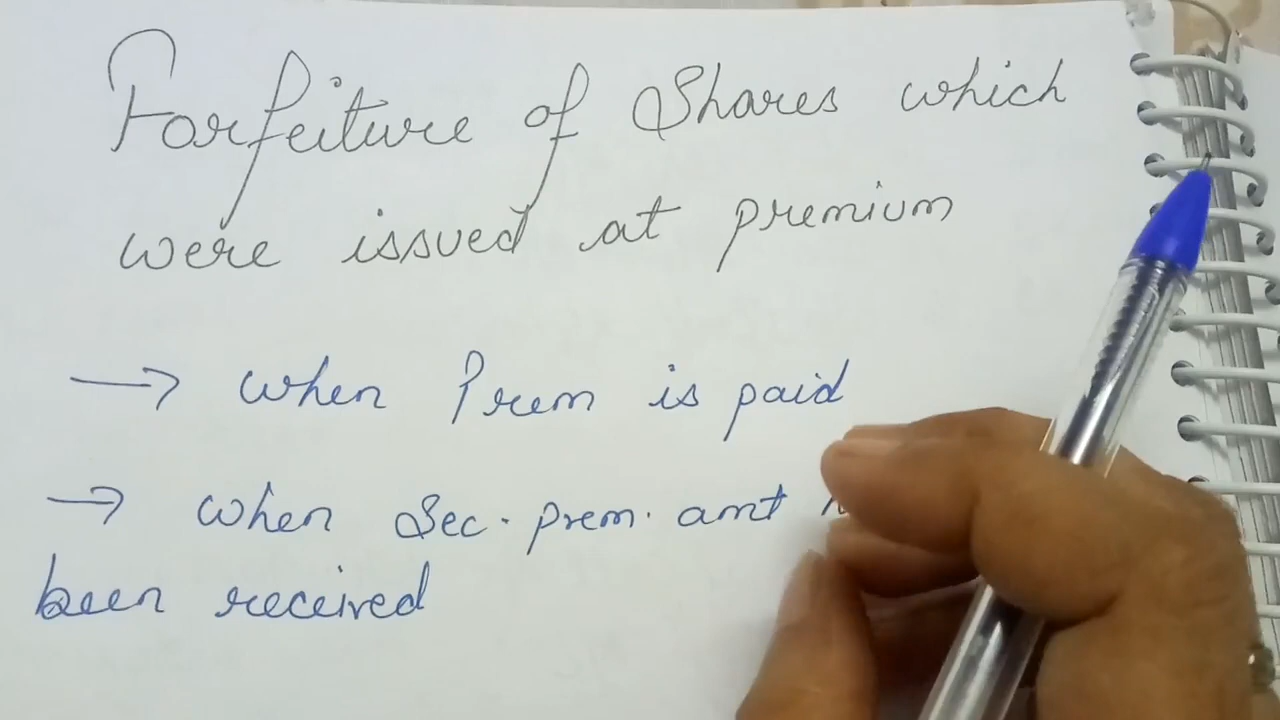 Forfeiture of Shares which
were issued at premium
→ when Prem is paid
→ when Sec. prem. amt
been received